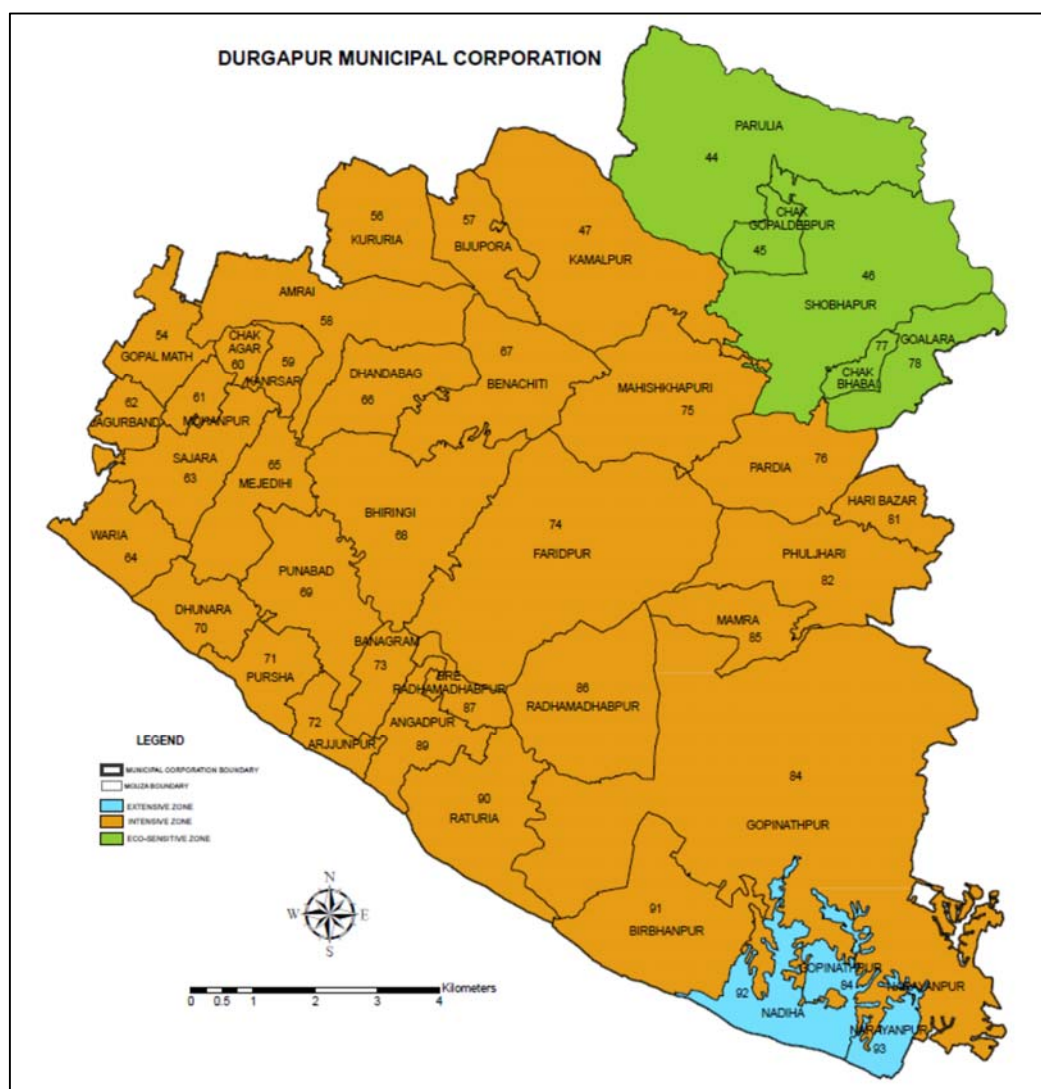 DURGAPUR MUNICIPAL CORPORATION
PARULIA
44
CHAK
GOPALDEBPUR
45
46
SHOBHAPUR
GOALARA
77
78
CHAK
BHABAI
56
KURURIA
57
BIJUPORA
47
KAMALPUR
AMRAI
58
54
GOPAL MATH
CHAK
AGAR
60
59
KANRSAR
DHANDABAG
66
67
BENACHITI
MAHISHKHAPURI
75
62
JAGURBAND
61
MOHANPUR
SAJARA
63
65
MEJEDIHI
76
PARDIA
HARI BAZAR
81
WARIA
64
BHIRINGI
68
74
FARIDPUR
PHULJHARI
82
PUNABAD
69
DHUNARA
70
MAMRA
85
71
PURSHA
BANAGRAM
73
RADHAMADHABPUR
87
86
RADHAMADHABPUR
72
ARJJUNPUR
ANGADPUR
89
90
RATURIA
84
GOPINATHPUR
91
BIRBHANPUR
GOPINATHPUR
84
NARAYANPUR
92
NADIHA
NARAYANPUR
93
LEGEND
MUNICIPAL CORPORATION BOUNDARY
MOUZA BOUNDARY
EXTENSIVE ZONE
INTENSIVE ZONE
ECO-SENSITIVE ZONE
N
W E
S
0 0.5 1 2 3 4 Kilometers